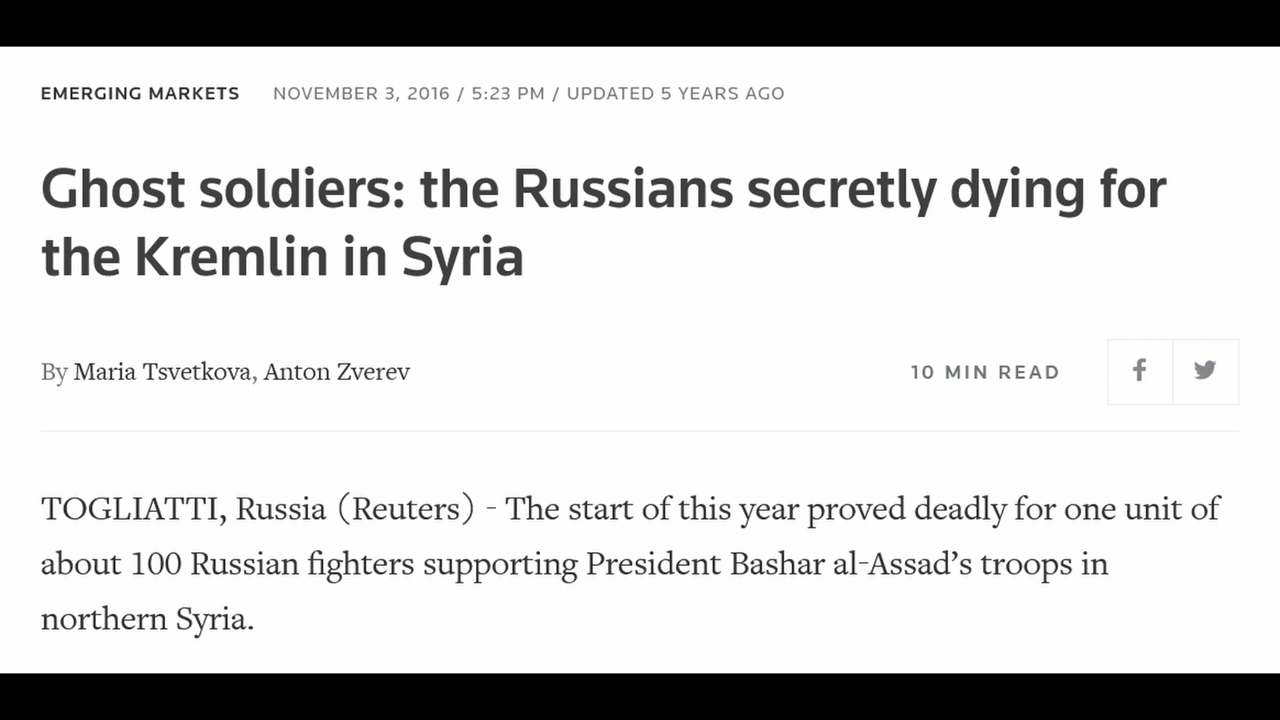 EMERGING MARKETS NOVEMBER 3, 2016 / 5:23 PM / UPDATED 5 YEARS AGO
Ghost soldiers: the Russians secretly dying for
the Kremlin in Syria
By Maria Tsvetkova, Anton Zverev 10 MIN READ
TOGLIATTI, Russia (Reuters) - The start of this year proved deadly for one unit of
about 100 Russian fighters supporting President Bashar al-Assad’s troops in
northern Syria.